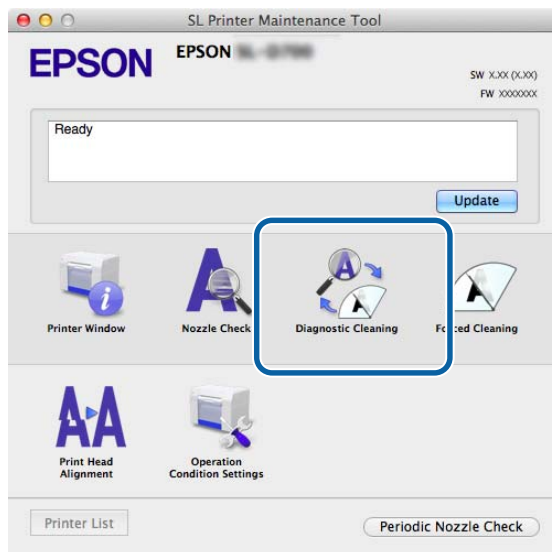 SL Printer Maintenance Tool
EPSON
EPSON
SW X.XX (X.XX)
FW XXXXXXX
Ready
Update
Printer Window
Nozzle Check
Diagnostic Cleaning
Forced Cleaning
Print Head
Alignment
Operation
Condition Settings
Printer List
Periodic Nozzle Check